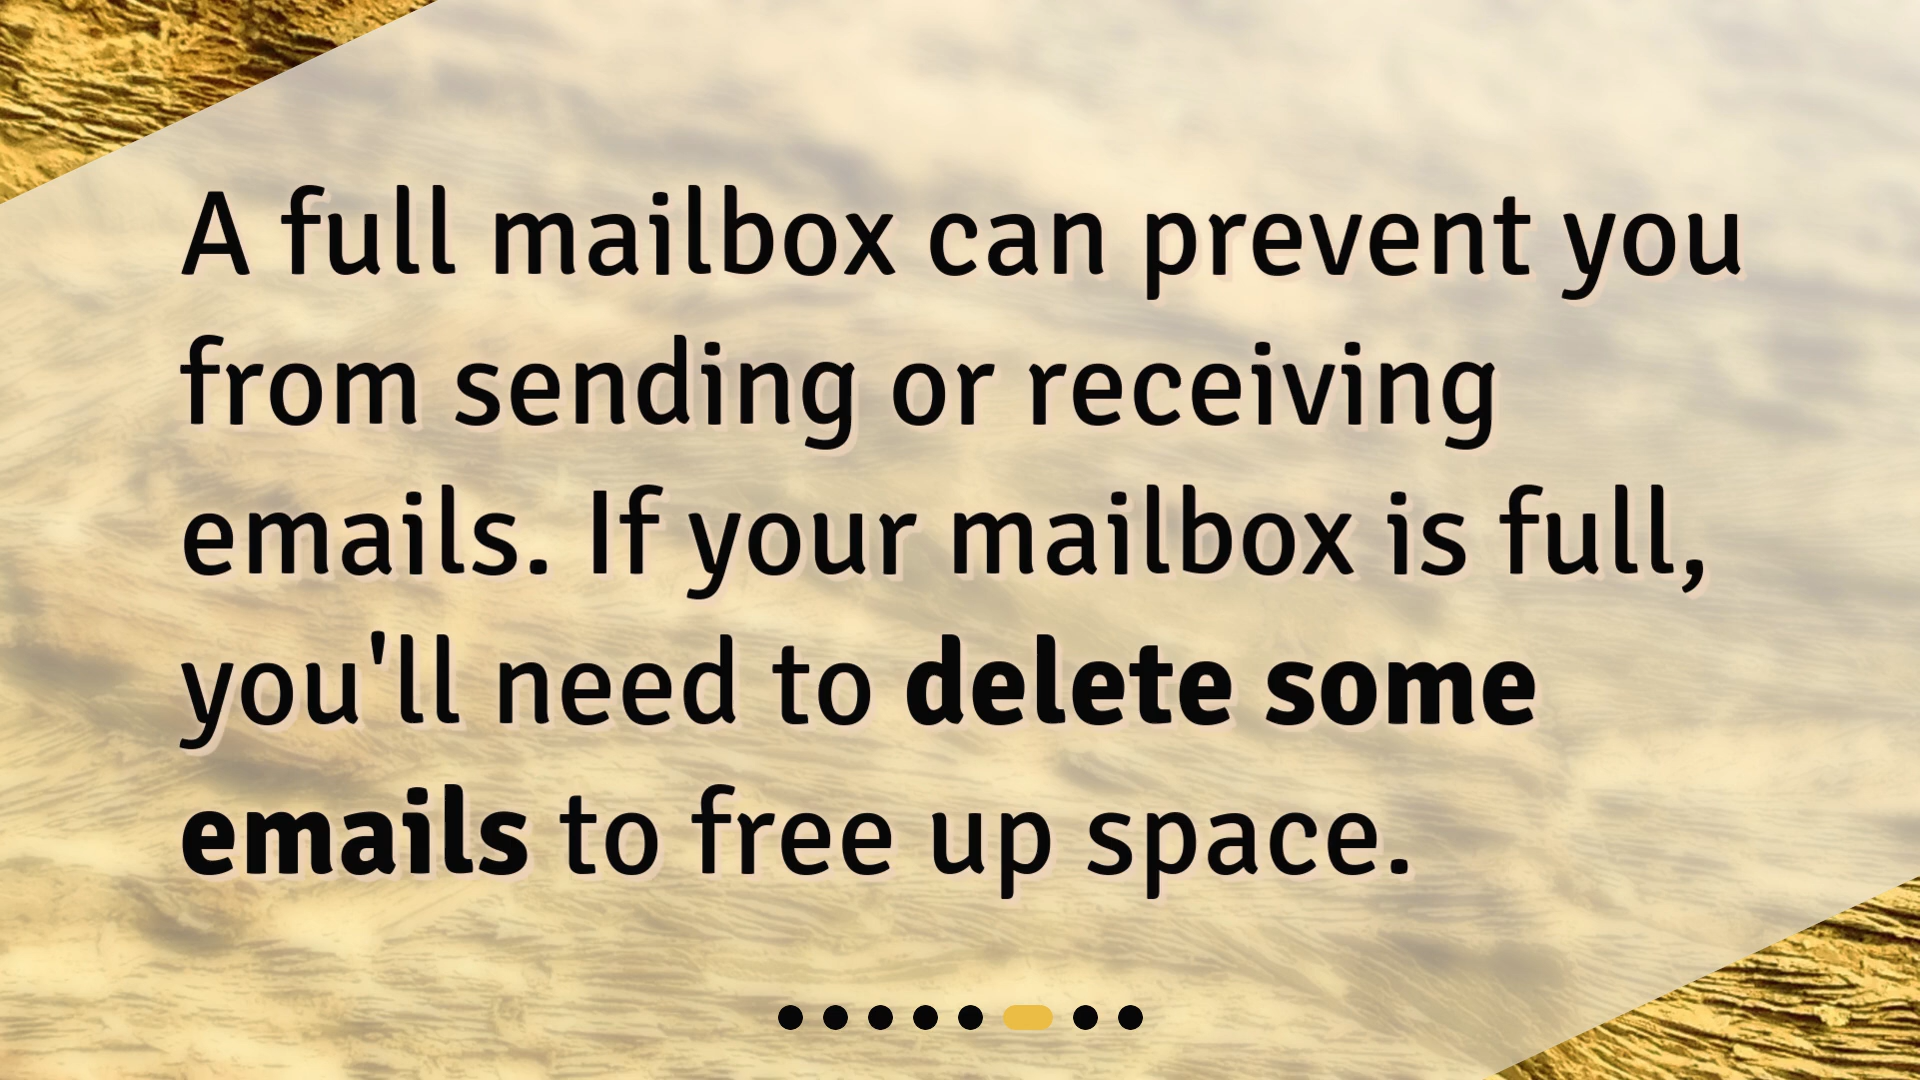 A full mailbox can prevent you
from sending or receiving
emails. If your mailbox is full,
you'll need to delete some
emails to free up space.